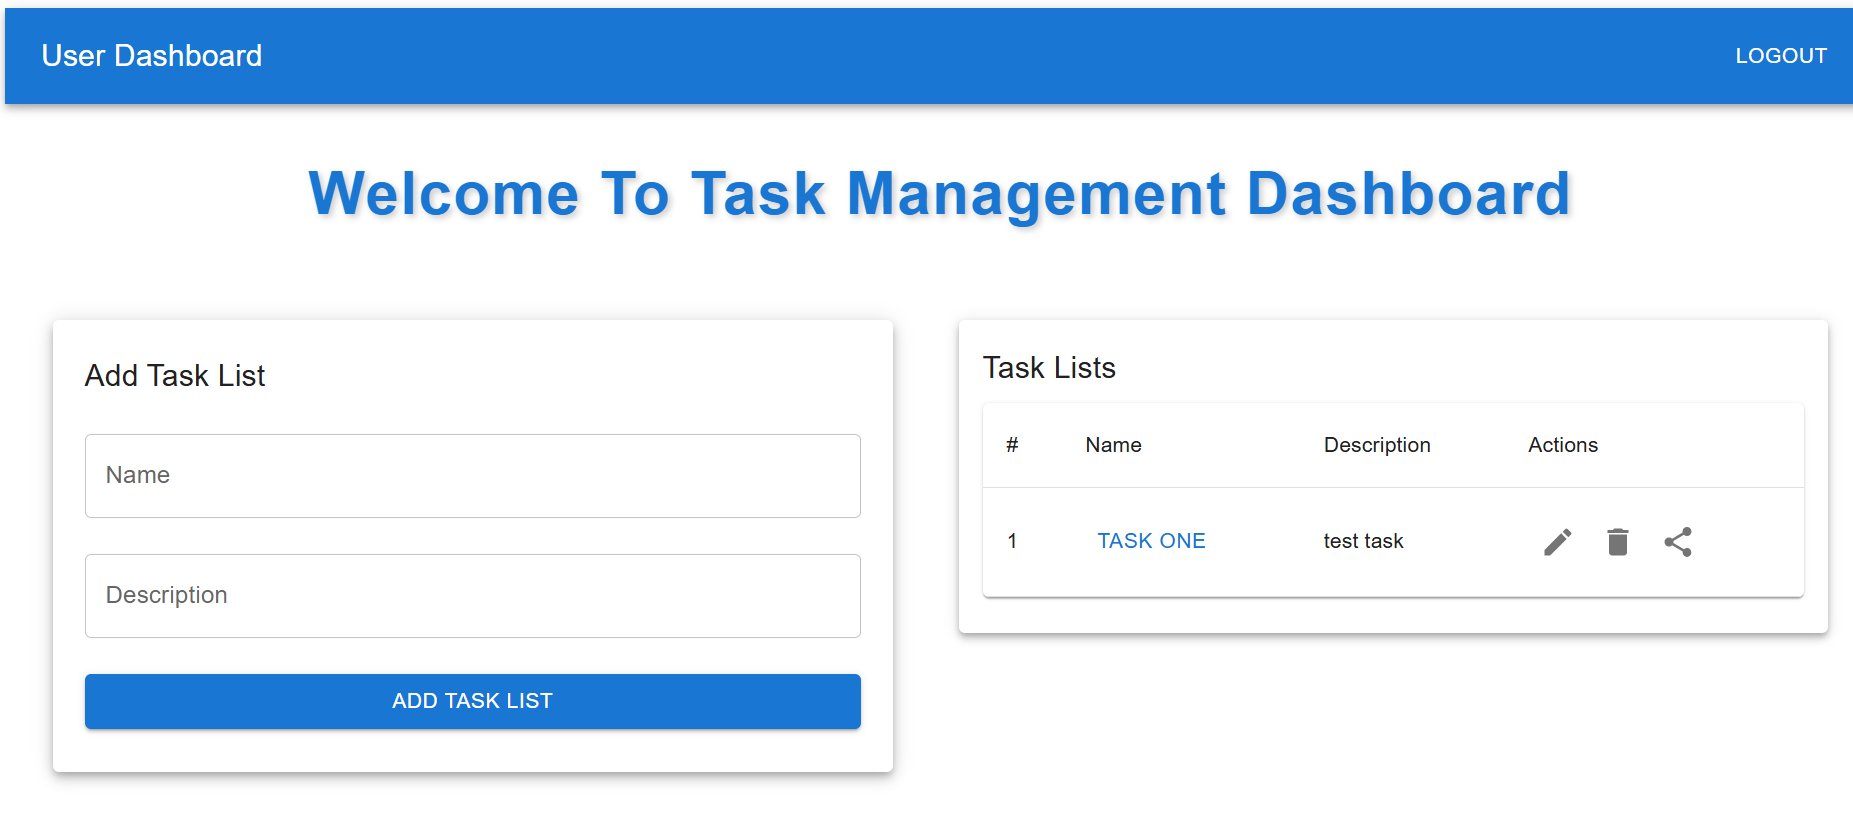 User Dashboard
LOGOUT
Welcome To Task Management Dashboard
Add Task List
Name
Description
ADD TASK LIST
Task Lists
# Name Description Actions
1 TASK ONE test task